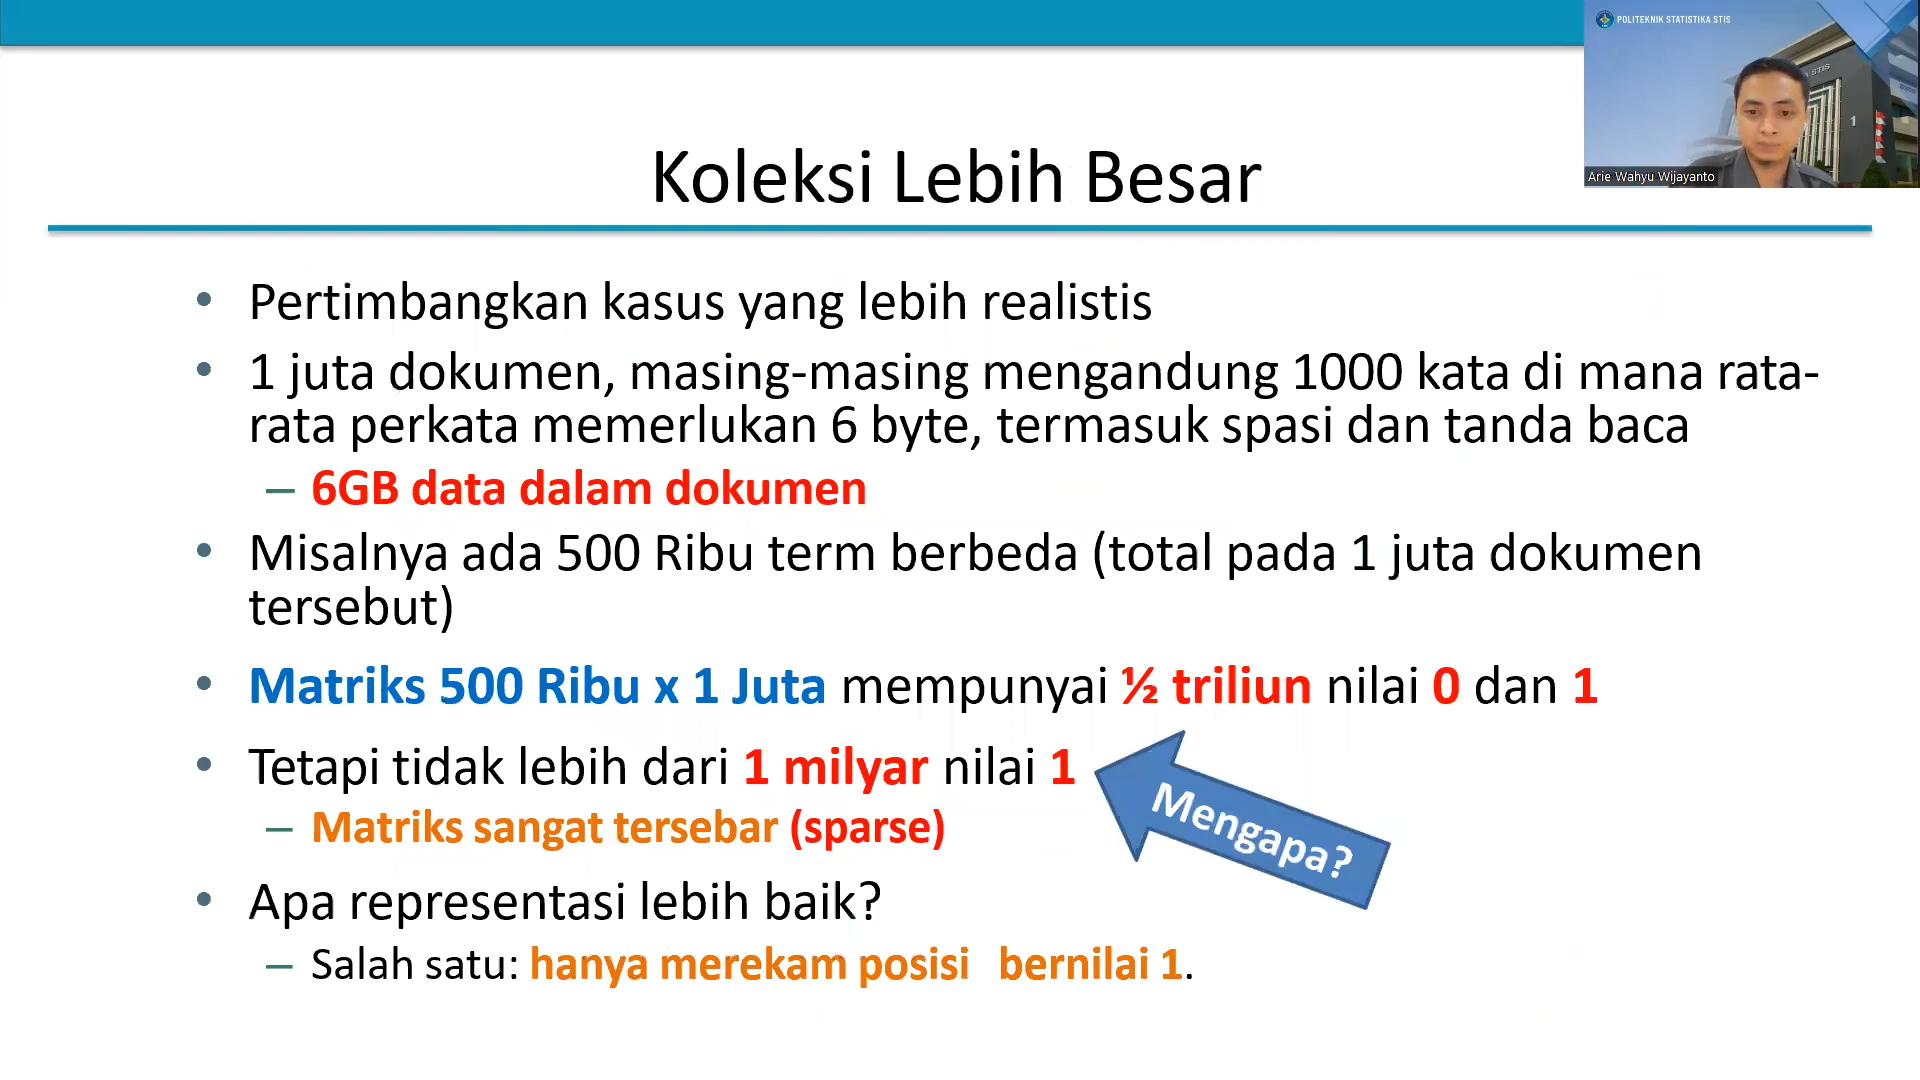 POLITEKNIK STATISTIKA STIS
A STIS
1
Arie Wahyu Wijayanto
Koleksi Lebih Besar
• Pertimbangkan kasus yang lebih realistis
• 1 juta dokumen, masing-masing mengandung 1000 kata di mana rata-
rata perkata memerlukan 6 byte, termasuk spasi dan tanda baca
– 6GB data dalam dokumen
• Misalnya ada 500 Ribu term berbeda (total pada 1 juta dokumen
tersebut)
• Matriks 500 Ribu x 1 Juta mempunyai ½ triliun nilai 0 dan 1
• Tetapi tidak lebih dari 1 milyar nilai 1
Mengapa?
– Matriks sangat tersebar (sparse)
• Apa representasi lebih baik?
– Salah satu: hanya merekam posisi bernilai 1.